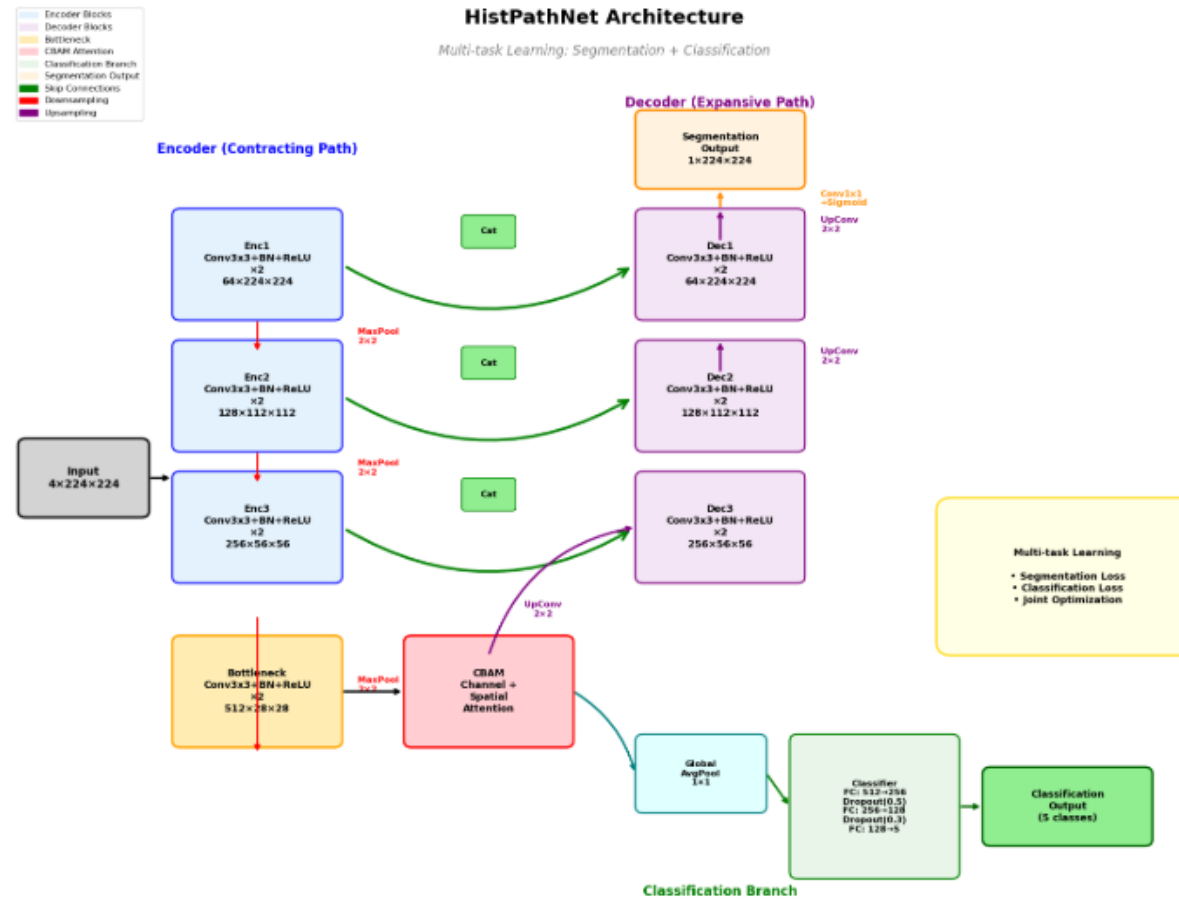 HistPathNet Architecture
Multi-task Learning: Segmentation + Classification
Encoder Blocks
Decoder Blocks
Bottleneck
CBAM Attention
Classification Branch
Segmentation Output
Skip Connections
Downsampling
Upsampling
Encoder (Contracting Path)
Decoder (Expansive Path)
Segmentation
Output
1×224×224
Conv1x1
→Sigmoid
Enc1
Conv3x3+BN+ReLU
×2
64×224×224
Cat
Dec1
Conv3x3+BN+ReLU
×2
64×224×224
UpConv
2×2
MaxPool
2×2
Enc2
Conv3x3+BN+ReLU
×2
128×112×112
Cat
Dec2
Conv3x3+BN+ReLU
×2
128×112×112
UpConv
2×2
Input
4×224×224
MaxPool
2×2
Enc3
Conv3x3+BN+ReLU
×2
256×56×56
Cat
Dec3
Conv3x3+BN+ReLU
×2
256×56×56
UpConv
2×2
Multi-task Learning
• Segmentation Loss
• Classification Loss
• Joint Optimization
Bottleneck
Conv3x3+BN+ReLU
×2
512×28×28
MaxPool
2×2
CBAM
Channel +
Spatial
Attention
Global
AvgPool
1×1
Classifier
FC: 512→256
Dropout(0.5)
FC: 256→128
Dropout(0.3)
FC: 128→5
Classification
Output
(5 classes)
Classification Branch